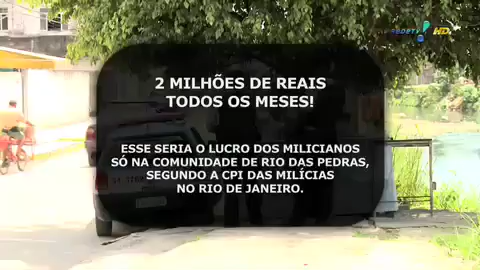 2 MILHÕES DE REAIS
TODOS OS MESES!
ESSE SERIA O LUCRO DOS MILICIANOS
SÓ NA COMUNIDADE DE RIO DAS PEDRAS,
SEGUNDO A CPI DAS MILÍCIAS
NO RIO DE JANEIRO.
HD